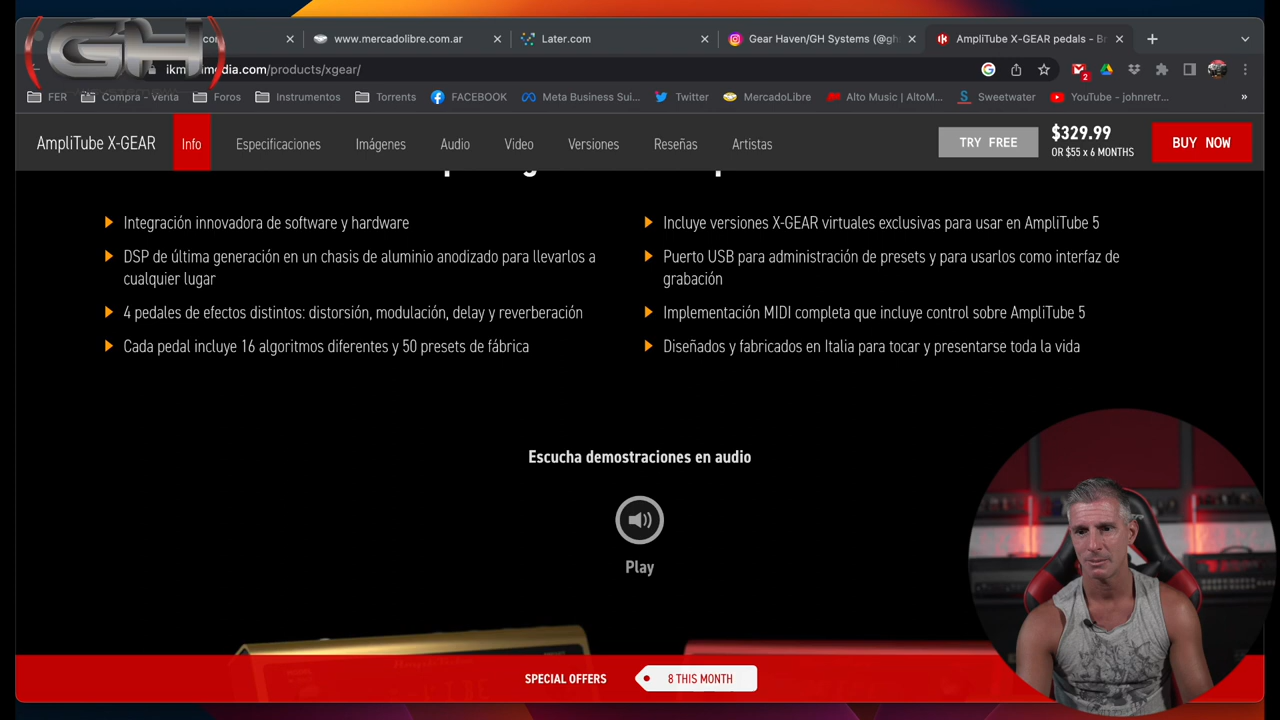 GH
www.mercadolibre.com.ar
Later.com
Gear Haven/GH Systems (@gh
AmpliTube X-GEAR pedals - Br
media.com/products/xgear/
2
FER
Compra - Venta
Foros
Instrumentos
Torrents
FACEBOOK
Meta Business Sui...
Twitter
MercadoLibre
Alto Music | AltoM...
Sweetwater
YouTube - johnretr...
»
AmpliTube X-GEAR
Info
Especificaciones
Imágenes
Audio
Video
Versiones
Reseñas
Artistas
TRY FREE
$329.99
OR $55 x 6 MONTHS
BUY NOW
Integración innovadora de software y hardware
DSP de última generación en un chasis de aluminio anodizado para llevarlos a
cualquier lugar
4 pedales de efectos distintos: distorsión, modulación, delay y reverberación
Cada pedal incluye 16 algoritmos diferentes y 50 presets de fábrica
Incluye versiones X-GEAR virtuales exclusivas para usar en AmpliTube 5
Puerto USB para administración de presets y para usarlos como interfaz de
grabación
Implementación MIDI completa que incluye control sobre AmpliTube 5
Diseñados y fabricados en Italia para tocar y presentarse toda la vida
Escucha demostraciones en audio
Play
SPECIAL OFFERS
8 THIS MONTH